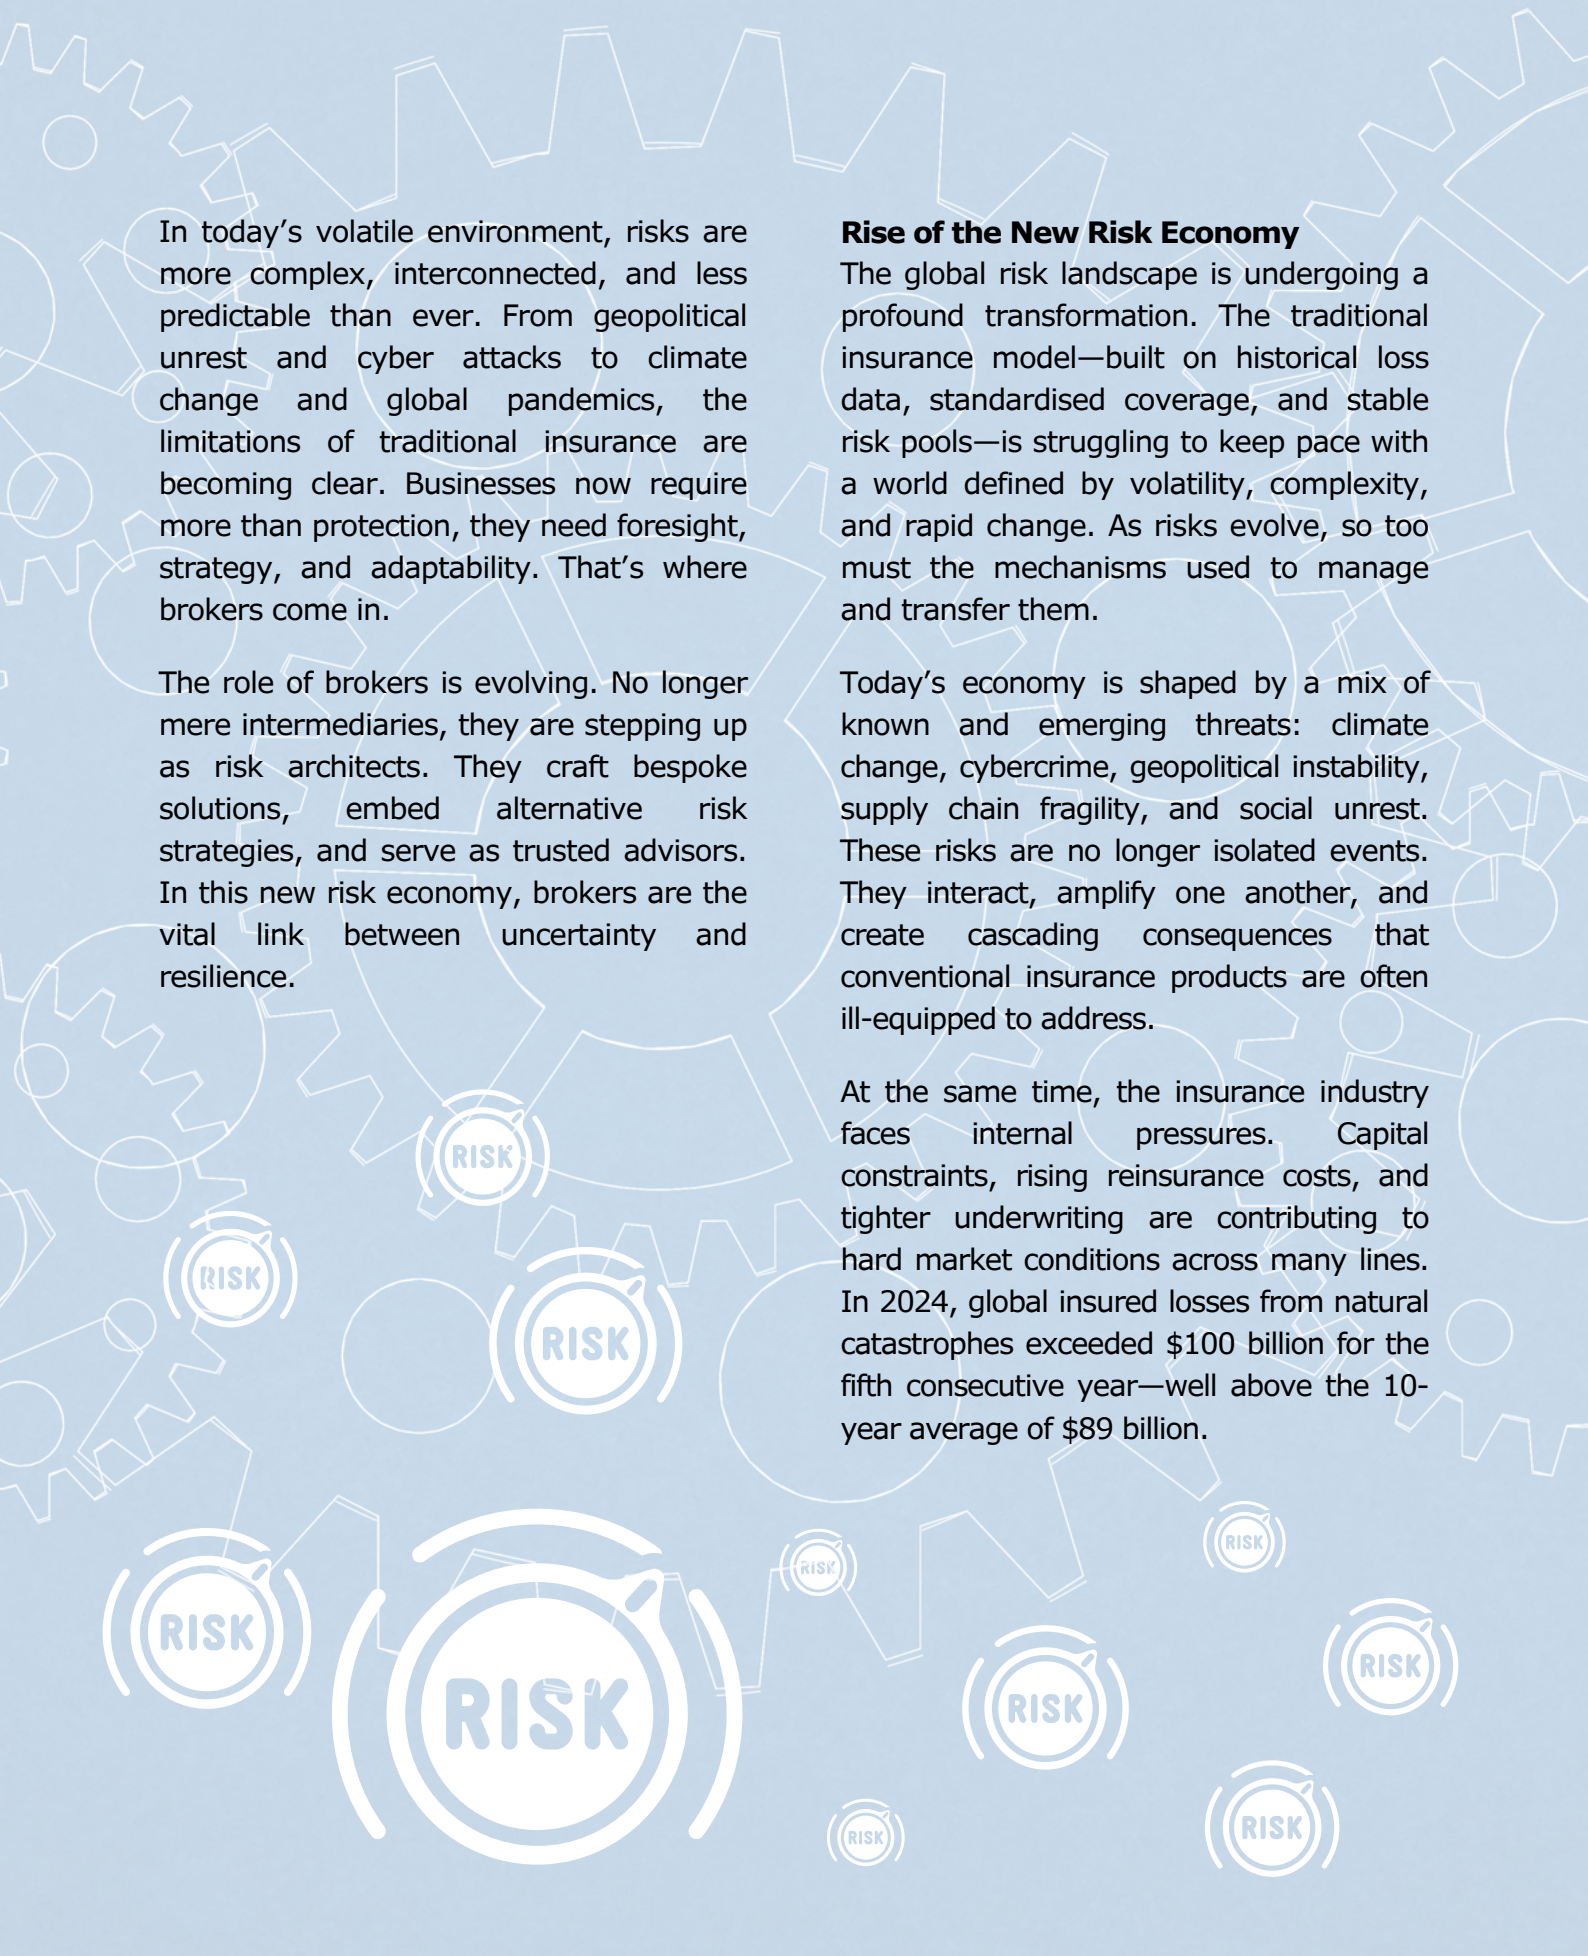 In today’s volatile environment, risks are
more complex, interconnected, and less
predictable than ever. From geopolitical
unrest and cyber attacks to climate
change and global pandemics, the
limitations of traditional insurance are
becoming clear. Businesses now require
more than protection, they need foresight,
strategy, and adaptability. That’s where
brokers come in.
The role of brokers is evolving. No longer
mere intermediaries, they are stepping up
as risk architects. They craft bespoke
solutions, embed alternative risk
strategies, and serve as trusted advisors.
In this new risk economy, brokers are the
vital link between uncertainty and
resilience.
Rise of the New Risk Economy
The global risk landscape is undergoing a
profound transformation. The traditional
insurance model—built on historical loss
data, standardised coverage, and stable
risk pools—is struggling to keep pace with
a world defined by volatility, complexity,
and rapid change. As risks evolve, so too
must the mechanisms used to manage
and transfer them.
Today’s economy is shaped by a mix of
known and emerging threats: climate
change, cybercrime, geopolitical instability,
supply chain fragility, and social unrest.
These risks are no longer isolated events.
They interact, amplify one another, and
create cascading consequences that
conventional insurance products are often
ill-equipped to address.
At the same time, the insurance industry
faces internal pressures. Capital
constraints, rising reinsurance costs, and
tighter underwriting are contributing to
hard market conditions across many lines.
In 2024, global insured losses from natural
catastrophes exceeded $100 billion for the
fifth consecutive year—well above the 10-
year average of $89 billion.
RISK
RISK
RISK
RISK
RISK
RISK
RISK
RISK
RISK
RISK
RISK